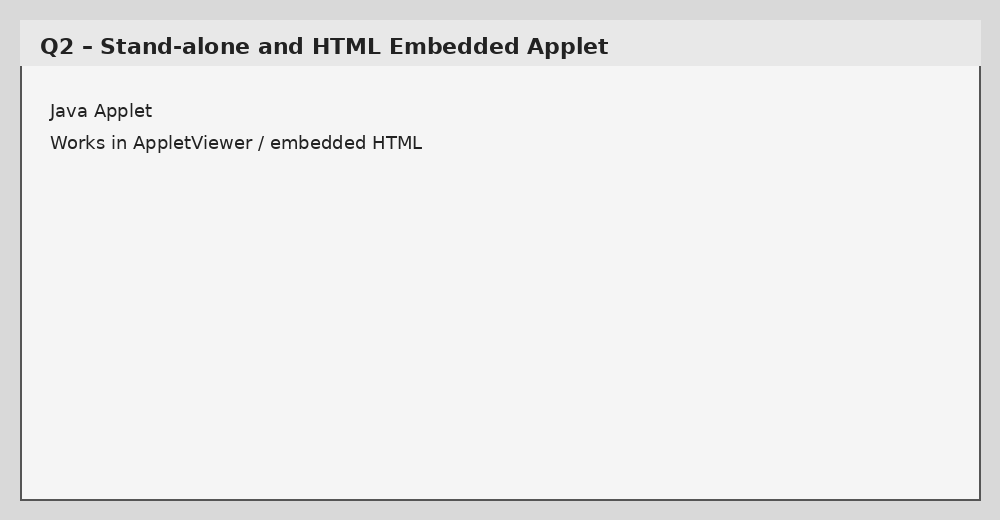 Q2 – Stand-alone and HTML Embedded Applet
Java Applet
Works in AppletViewer / embedded HTML